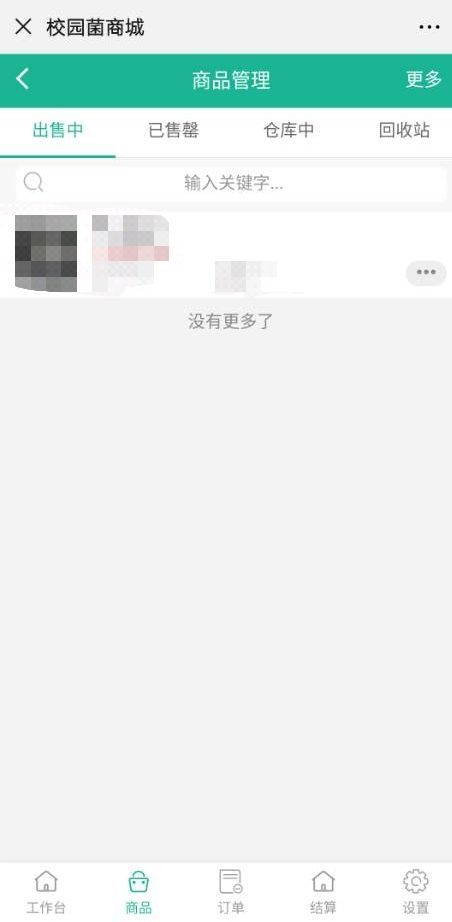 校园菌商城
商品管理 更多
出售中 已售罄 仓库中 回收站
输入关键字...
没有更多了
工作台 商品 订单 结算 设置